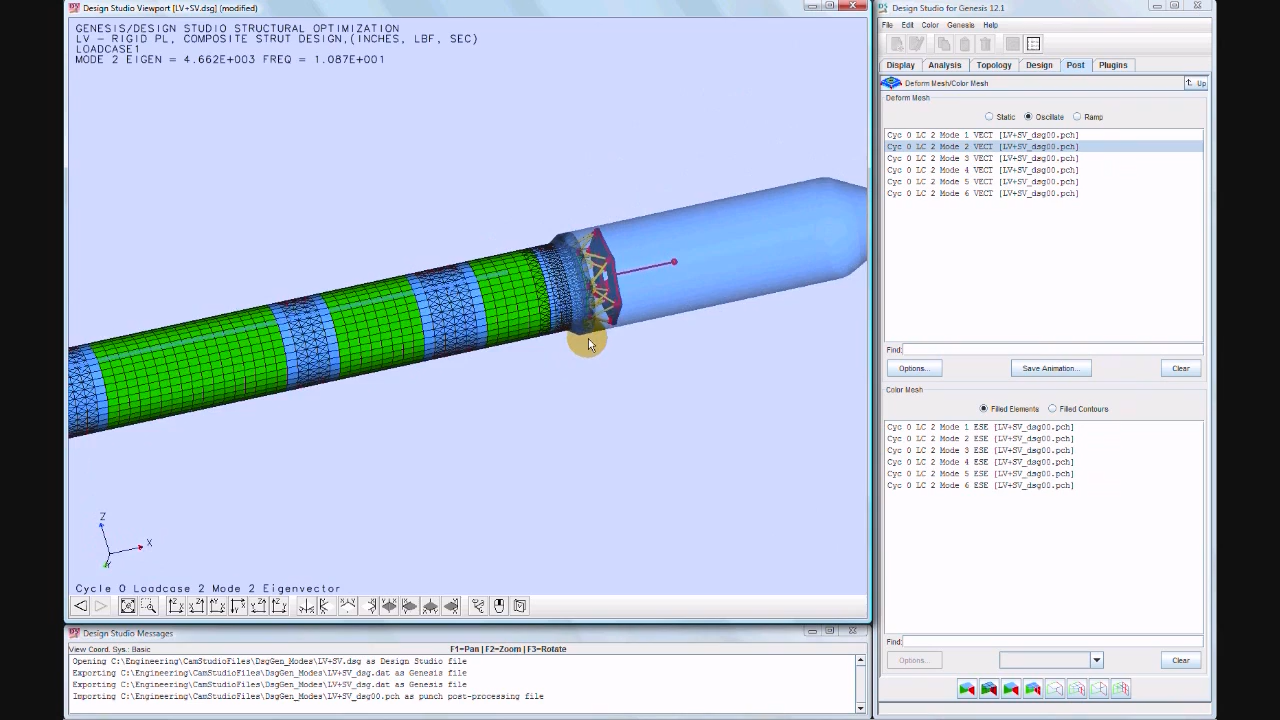 Design Studio Viewport [LV+SV.dsg] (modified)
GENESIS/DESIGN STUDIO STRUCTURAL OPTIMIZATION
LV - RIGID PL, COMPOSITE STRUT DESIGN,(INCHES, LBF, SEC)
LOADCASE1
MODE 2 EIGEN = 4.662E+003 FREQ = 1.087E+001
Z
X
Y
Cycle 0 Loadcase 2 Mode 2 Eigenvector
Design Studio Messages
View Coord. Sys.: Basic
F1=Pan | F2=Zoom | F3=Rotate
Opening C:\Engineering\CamStudioFiles\DsgGen_Modes\LV+SV.dsg as Design Studio file
Exporting C:\Engineering\CamStudioFiles\DsgGen_Modes\LV+SV_dsg.dat as Genesis file
Exporting C:\Engineering\CamStudioFiles\DsgGen_Modes\LV+SV_dsg.dat as Genesis file
Importing C:\Engineering\CamStudioFiles\DsgGen_Modes\LV+SV_dsg00.pch as punch post-processing file
Design Studio for Genesis 12.1
File Edit Color Genesis Help
Display Analysis Topology Design Post Plugins
Deform Mesh/Color Mesh
Up
Deform Mesh
Static Oscillate Ramp
Cyc 0 LC 2 Mode 1 VECT [LV+SV_dsg00.pch]
Cyc 0 LC 2 Mode 2 VECT [LV+SV_dsg00.pch]
Cyc 0 LC 2 Mode 3 VECT [LV+SV_dsg00.pch]
Cyc 0 LC 2 Mode 4 VECT [LV+SV_dsg00.pch]
Cyc 0 LC 2 Mode 5 VECT [LV+SV_dsg00.pch]
Cyc 0 LC 2 Mode 6 VECT [LV+SV_dsg00.pch]
Find:
Options... Save Animation... Clear
Color Mesh
Filled Elements Filled Contours
Cyc 0 LC 2 Mode 1 ESE [LV+SV_dsg00.pch]
Cyc 0 LC 2 Mode 2 ESE [LV+SV_dsg00.pch]
Cyc 0 LC 2 Mode 3 ESE [LV+SV_dsg00.pch]
Cyc 0 LC 2 Mode 4 ESE [LV+SV_dsg00.pch]
Cyc 0 LC 2 Mode 5 ESE [LV+SV_dsg00.pch]
Cyc 0 LC 2 Mode 6 ESE [LV+SV_dsg00.pch]
Find:
Options... Clear